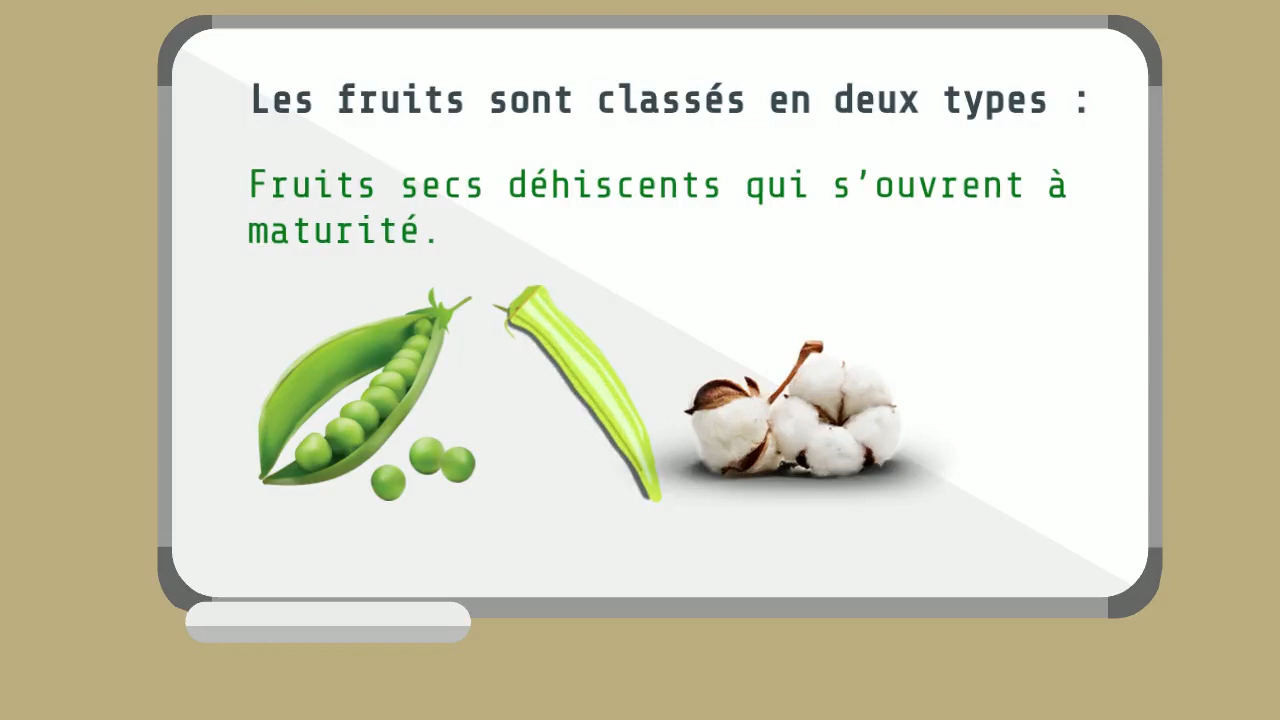 Les fruits sont classés en deux types :
Fruits secs déhiscents qui s’ouvrent à
maturité.